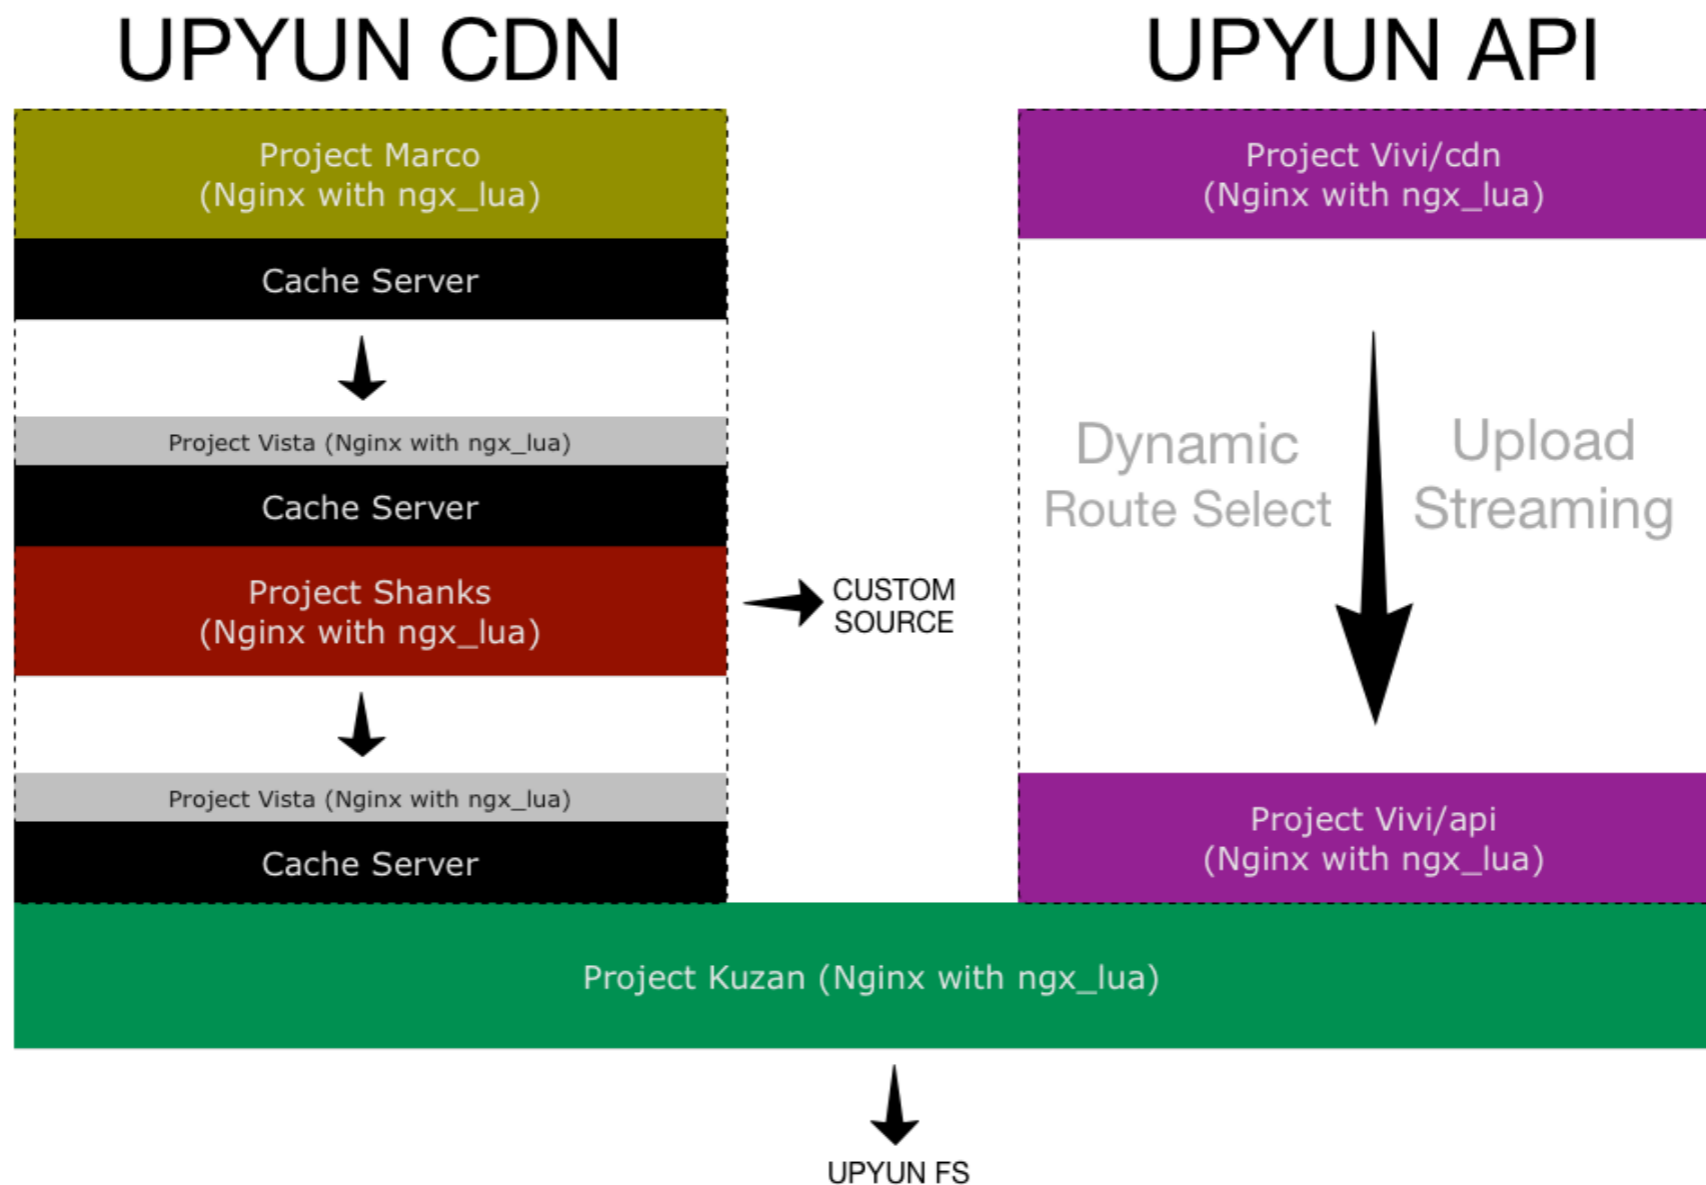 UPYUN CDN
Project Marco
(Nginx with ngx_lua)
Cache Server
Project Vista (Nginx with ngx_lua)
Cache Server
Project Shanks
(Nginx with ngx_lua)
CUSTOM
SOURCE
Project Vista (Nginx with ngx_lua)
Cache Server
UPYUN API
Project Vivi/cdn
(Nginx with ngx_lua)
Dynamic
Route Select
Upload
Streaming
Project Vivi/api
(Nginx with ngx_lua)
Project Kuzan (Nginx with ngx_lua)
UPYUN FS